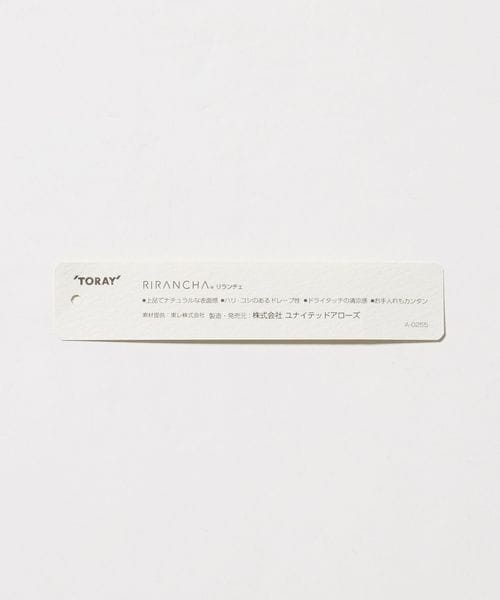 "TORAY"
RIRANCHA® リランチェ
■上品でナチュラルな表面感 ■ハリ・コシのあるドレープ性 ■ドライタッチの清涼感 ■お手入れもカンタン
素材提供：東レ株式会社 製造・発売元：株式会社 ユナイテッドアローズ
A-0255